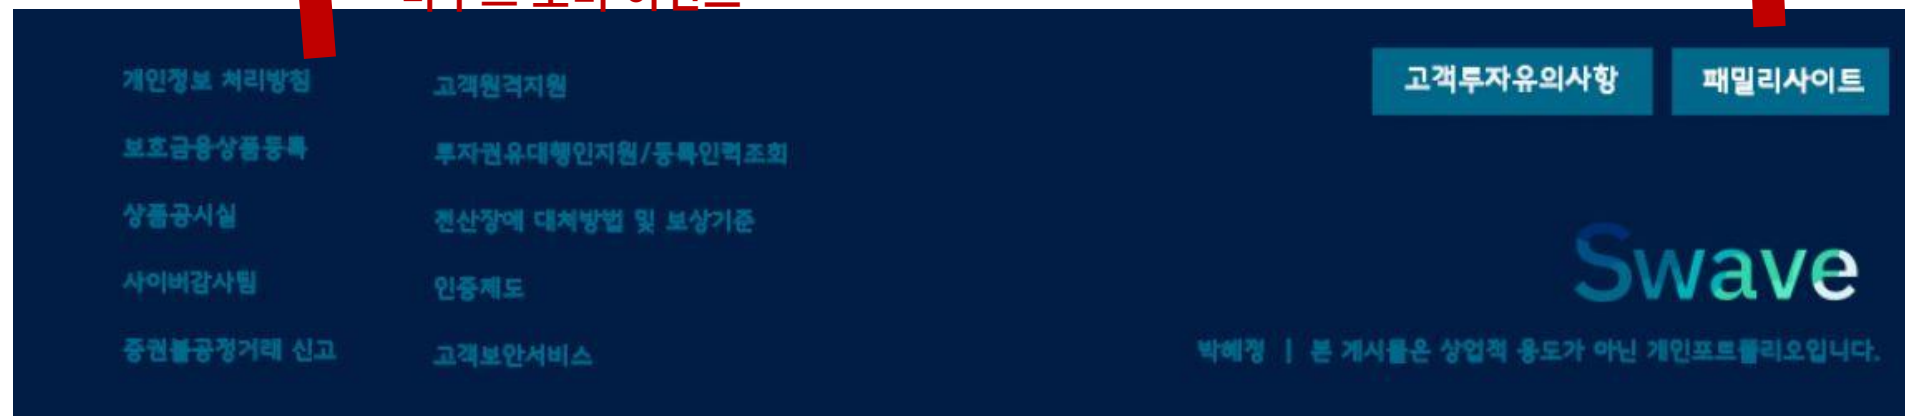 개인정보 처리방침
보호금융상품등록
상품공시실
사이버감사팀
증권불공정거래 신고
고객원격지원
투자권유대행인지원/등록인력조회
전산장애 대처방법 및 보상기준
인증제도
고객보안서비스
고객투자유의사항
패밀리사이트
Swave
박혜정 | 본 게시물은 상업적 용도가 아닌 개인포트폴리오입니다.